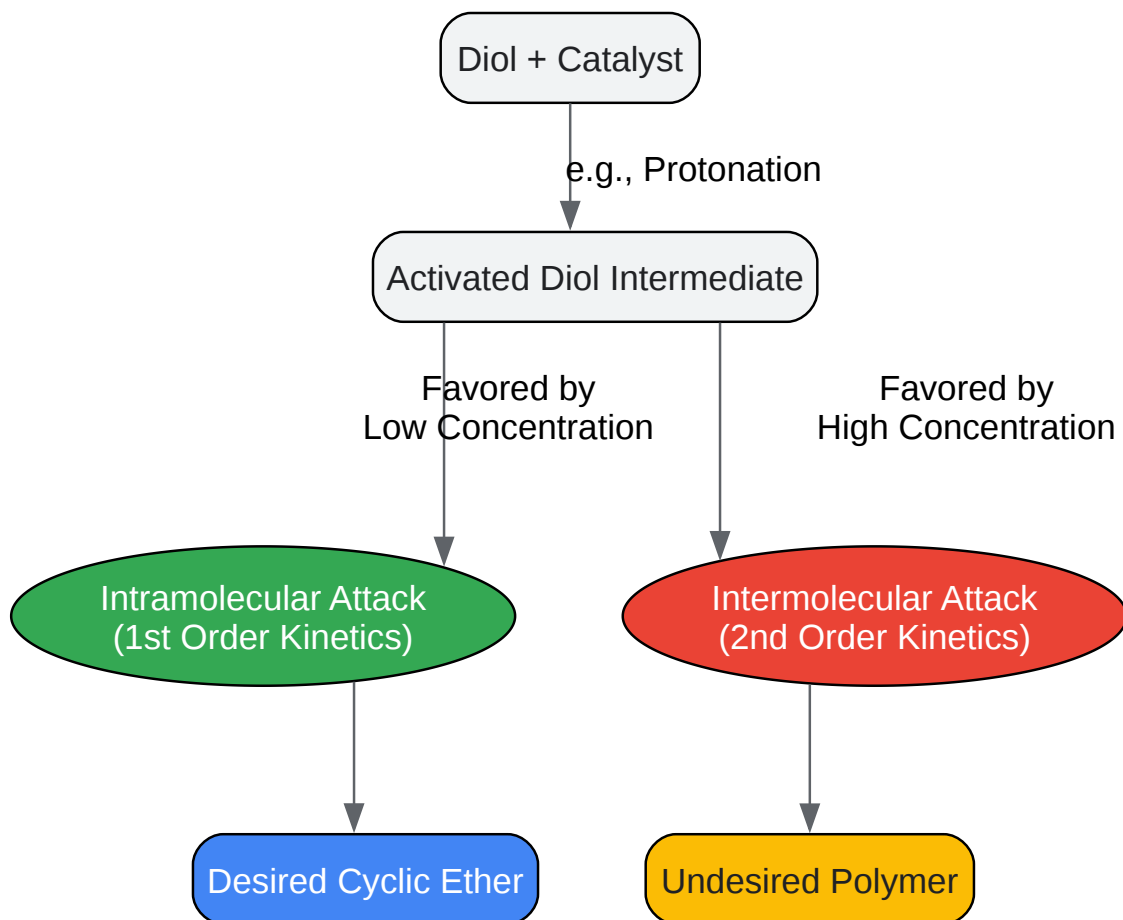 Diol + Catalyst
e.g., Protonation
Activated Diol Intermediate
Favored by
Low Concentration
Favored by
High Concentration
Intramolecular Attack
(1st Order Kinetics)
Intermolecular Attack
(2nd Order Kinetics)
Desired Cyclic Ether
Undesired Polymer